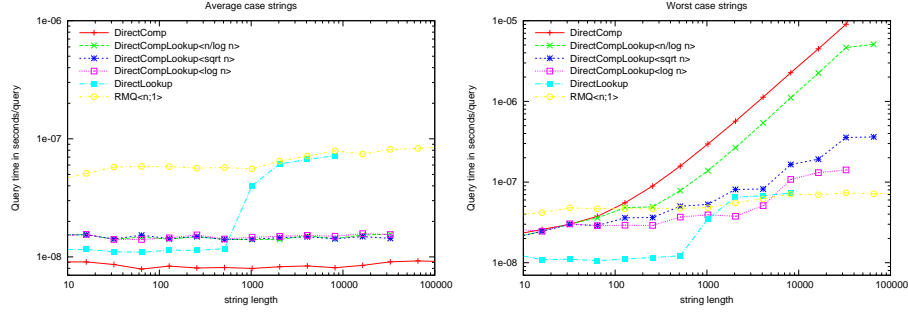 Average case strings
1e-06
1e-07
1e-08
Query time in seconds/query
DirectComp
DirectCompLookup<n/log n>
DirectCompLookup<sqrt n>
DirectCompLookup<log n>
DirectLookup
RMQ<n;1>
10 100 1000 10000 100000
string length
Worst case strings
1e-05
1e-06
1e-07
1e-08
Query time in seconds/query
DirectComp
DirectCompLookup<n/log n>
DirectCompLookup<sqrt n>
DirectCompLookup<log n>
DirectLookup
RMQ<n;1>
10 100 1000 10000 100000
string length